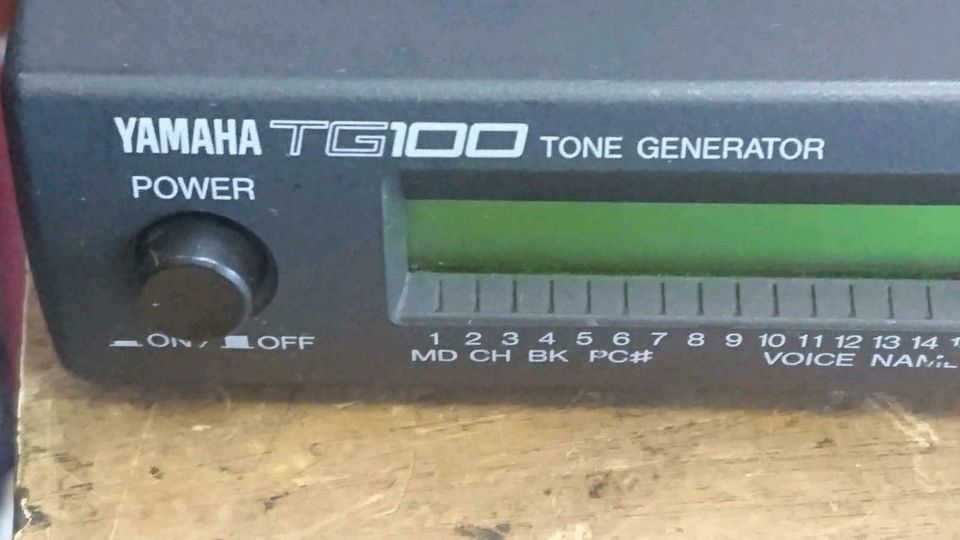 YAMAHA TG100 TONE GENERATOR
POWER
ON / OFF
1 2 3 4 5 6 7 8 9 10 11 12 13 14
MD CH BK PC# VOICE NAME